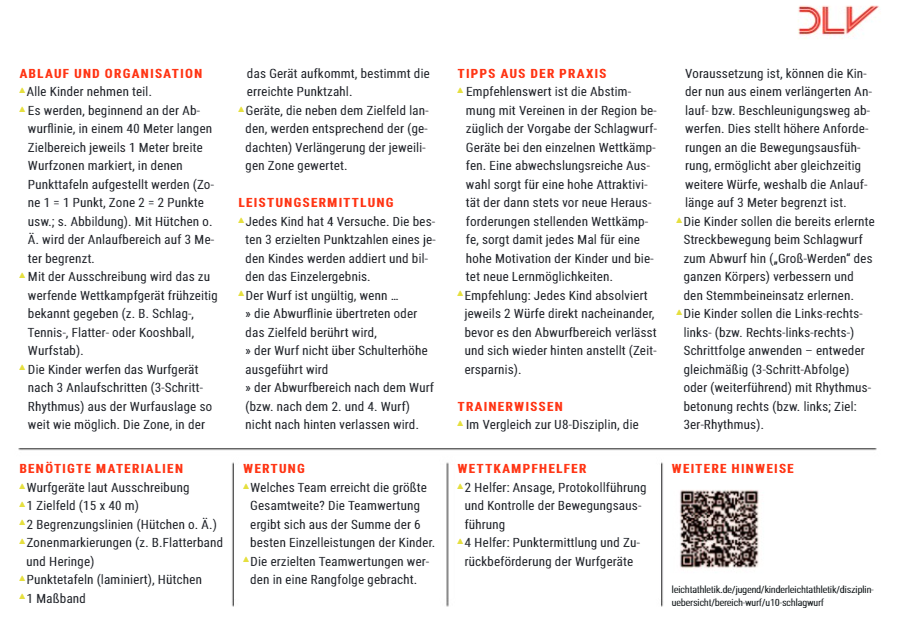 DLV
ABLAUF UND ORGANISATION
Alle Kinder nehmen teil.
Es werden, beginnend an der Ab-
wurflinie, in einem 40 Meter langen
Zielbereich jeweils 1 Meter breite
Wurfzonen markiert, in denen
Punkttafeln aufgestellt werden (Zo-
ne 1 = 1 Punkt, Zone 2 = 2 Punkte
usw.; s. Abbildung). Mit Hütchen o.
Ä. wird der Anlaufbereich auf 3 Me-
ter begrenzt.
Mit der Ausschreibung wird das zu
werfende Wettkampfgerät frühzeitig
bekannt gegeben (z. B. Schlag-,
Tennis-, Flatter- oder Kooshball,
Wurfstab).
Die Kinder werfen das Wurfgerät
nach 3 Anlaufschritten (3-Schritt-
Rhythmus) aus der Wurfauslage so
weit wie möglich. Die Zone, in der
das Gerät aufkommt, bestimmt die
erreichte Punktzahl.
Geräte, die neben dem Zielfeld lan-
den, werden entsprechend der (ge-
dachten) Verlängerung der jeweili-
gen Zone gewertet.
LEISTUNGSERMITTLUNG
Jedes Kind hat 4 Versuche. Die bes-
ten 3 erzielten Punktzahlen eines je-
den Kindes werden addiert und bil-
den das Einzelergebnis.
Der Wurf ist ungültig, wenn …
» die Abwurflinie übertreten oder
das Zielfeld berührt wird,
» der Wurf nicht über Schulterhöhe
ausgeführt wird
» der Abwurfbereich nach dem Wurf
(bzw. nach dem 2. und 4. Wurf)
nicht nach hinten verlassen wird.
TIPPS AUS DER PRAXIS
Empfehlenswert ist die Abstim-
mung mit Vereinen in der Region be-
züglich der Vorgabe der Schlagwurf-
Geräte bei den einzelnen Wettkämp-
fen. Eine abwechslungsreiche Aus-
wahl sorgt für eine hohe Attraktivi-
tät der dann stets vor neue Heraus-
forderungen stellenden Wettkämp-
fe, sorgt damit jedes Mal für eine
hohe Motivation der Kinder und bie-
tet neue Lernmöglichkeiten.
Empfehlung: Jedes Kind absolviert
jeweils 2 Würfe direkt nacheinander,
bevor es den Abwurfbereich verlässt
und sich wieder hinten anstellt (Zeit-
ersparnis).
TRAINERWISSEN
Im Vergleich zur U8-Disziplin, die
Voraussetzung ist, können die Kin-
der nun aus einem verlängerten An-
lauf- bzw. Beschleunigungsweg ab-
werfen. Dies stellt höhere Anforde-
rungen an die Bewegungsausfüh-
rung, ermöglicht aber gleichzeitig
weitere Würfe, weshalb die Anlauf-
länge auf 3 Meter begrenzt ist.
Die Kinder sollen die bereits erlernte
Streckbewegung beim Schlagwurf
zum Abwurf hin („Groß-Werden“ des
ganzen Körpers) verbessern und
den Stemmbeineinsatz erlernen.
Die Kinder sollen die Links-rechts-
links- (bzw. Rechts-links-rechts-)
Schrittfolge anwenden – entweder
gleichmäßig (3-Schritt-Abfolge)
oder (weiterführend) mit Rhythmus-
betonung rechts (bzw. links; Ziel:
3er-Rhythmus).
BENÖTIGTE MATERIALIEN
Wurfgeräte laut Ausschreibung
1 Zielfeld (15 x 40 m)
2 Begrenzungslinien (Hütchen o. Ä.)
Zonenmarkierungen (z. B.Flatterband
und Heringe)
Punktetafeln (laminiert), Hütchen
1 Maßband
WERTUNG
Welches Team erreicht die größte
Gesamtweite? Die Teamwertung
ergibt sich aus der Summe der 6
besten Einzelleistungen der Kinder.
Die erzielten Teamwertungen wer-
den in eine Rangfolge gebracht.
WETTKAMPFHELFER
2 Helfer: Ansage, Protokollführung
und Kontrolle der Bewegungsaus-
führung
4 Helfer: Punktermittlung und Zu-
rückbeförderung der Wurfgeräte
WEITERE HINWEISE
leichtathletik.de/jugend/kinderleichtathletik/disziplin-
uebersicht/bereich-wurf/u10-schlagwurf